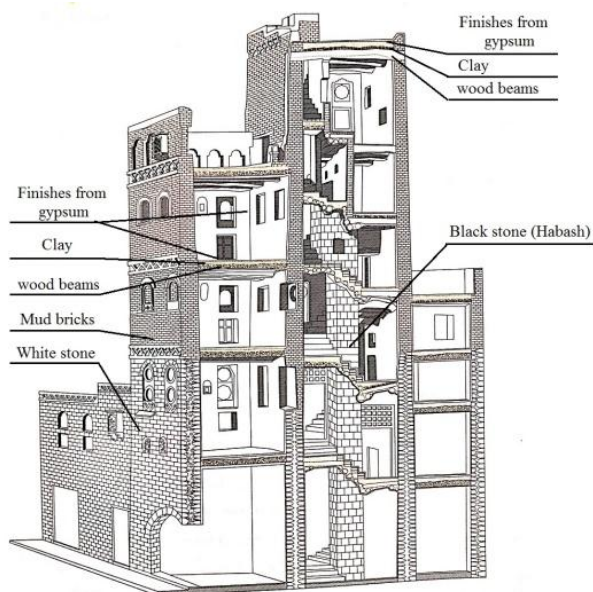 Finishes from
gypsum
Clay
wood beams
Finishes from
gypsum
Clay
wood beams
Mud bricks
White stone
Black stone (Habash)